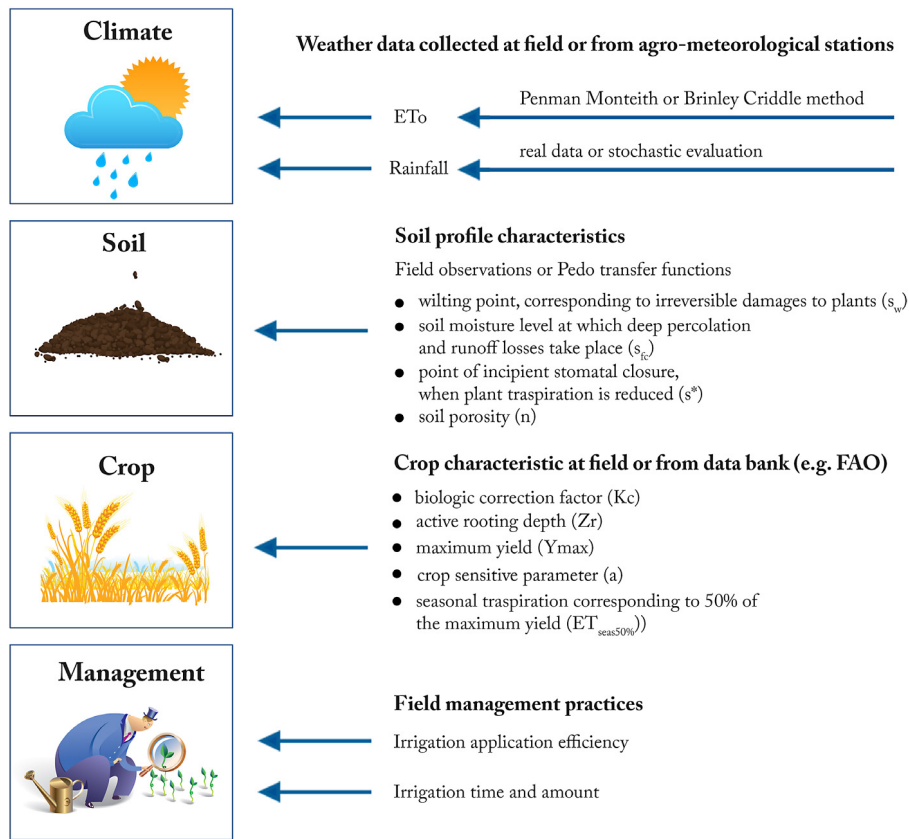 Climate
Weather data collected at field or from agro-meteorological stations
Penman Monteith or Brinley Criddle method
ETo
real data or stochastic evaluation
Rainfall
Soil
Soil profile characteristics
Field observations or Pedo transfer functions
• wilting point, corresponding to irreversible damages to plants (sw)
• soil moisture level at which deep percolation
and runoff losses take place (sfc)
• point of incipient stomatal closure,
when plant traspiration is reduced (s*)
• soil porosity (n)
Crop
Crop characteristic at field or from data bank (e.g. FAO)
• biologic correction factor (Kc)
• active rooting depth (Zr)
• maximum yield (Ymax)
• crop sensitive parameter (a)
• seasonal traspiration corresponding to 50% of
the maximum yield (ETseas50%))
Management
Field management practices
Irrigation application efficiency
Irrigation time and amount